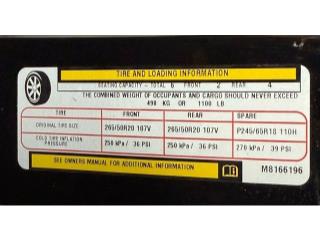 TIRE AND LOADING INFORMATION
SEATING CAPACITY - TOTAL 6 FRONT 2 REAR 4
THE COMBINED WEIGHT OF OCCUPANTS AND CARGO SHOULD NEVER EXCEED
498 KG OR 1100 LB
TIRE FRONT REAR SPARE
ORIGINAL TIRE SIZE 265/50R20 107V 265/50R20 107V P245/65R18 110H
COLD TIRE INFLATION PRESSURE 250 kPa / 36 PSI 250 kPa / 36 PSI 270 kPa / 39 PSI
SEE OWNERS MANUAL FOR ADDITIONAL INFORMATION
M8166196